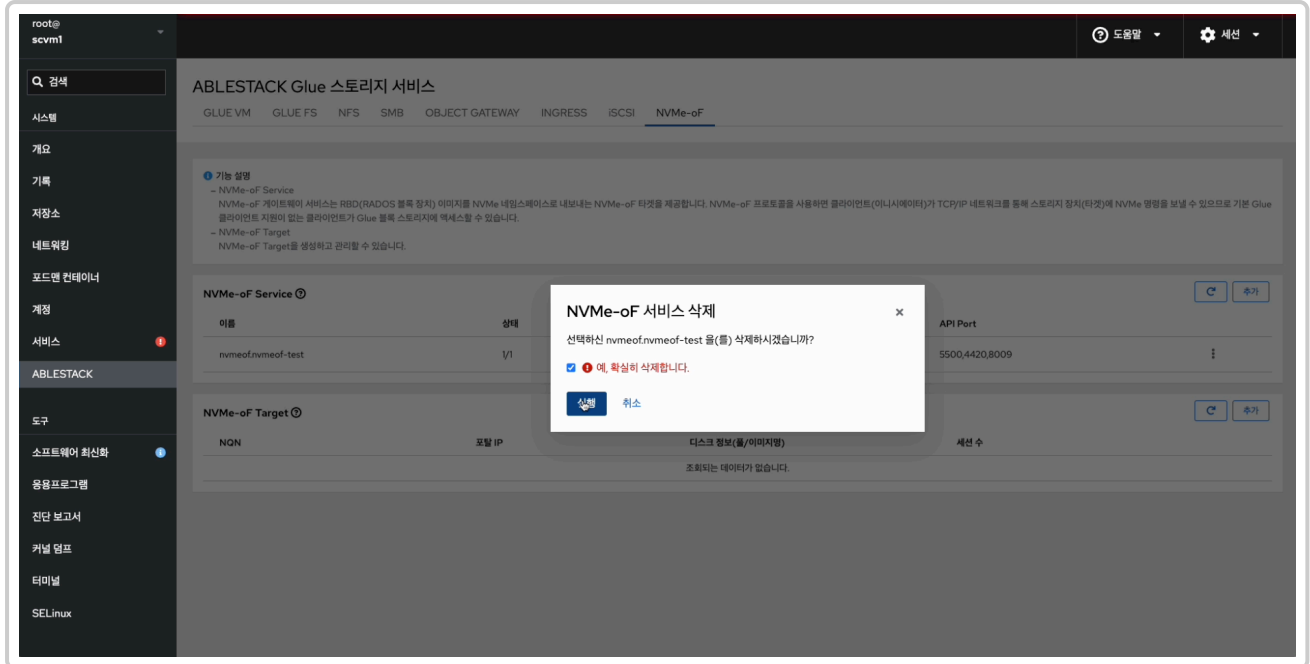 root@
scvm1
도움말
세션
검색
시스템
개요
기록
저장소
네트워킹
포드맨 컨테이너
계정
서비스
ABLESTACK
도구
소프트웨어 최신화
응용프로그램
진단 보고서
커널 덤프
터미널
SELinux
ABLESTACK Glue 스토리지 서비스
GLUE VM GLUE FS NFS SMB OBJECT GATEWAY INGRESS iSCSI NVMe-oF
기능 설명
– NVMe-oF Service
NVMe-oF 게이트웨이 서비스는 RBD(RADOS 블록 장치) 이미지를 NVMe 네임스페이스로 내보내는 NVMe-oF 타겟을 제공합니다. NVMe-oF 프로토콜을 사용하면 클라이언트(이니시에이터)가 TCP/IP 네트워크를 통해 스토리지 장치(타겟)에 NVMe 명령을 보낼 수 있으므로 기본 Glue
클라이언트 지원이 없는 클라이언트가 Glue 블록 스토리지에 액세스할 수 있습니다.
– NVMe-oF Target
NVMe-oF Target을 생성하고 관리할 수 있습니다.
NVMe-oF Service
추가
이름 상태 API Port
nvmeof.nvmeof-test 1/1 5500,4420,8009
NVMe-oF 서비스 삭제
선택하신 nvmeof.nvmeof-test 을(를) 삭제하시겠습니까?
예, 확실히 삭제합니다.
실행 취소
NVMe-oF Target
추가
NQN 포탈 IP 디스크 정보(풀/이미지명) 세션 수
조회되는 데이터가 없습니다.